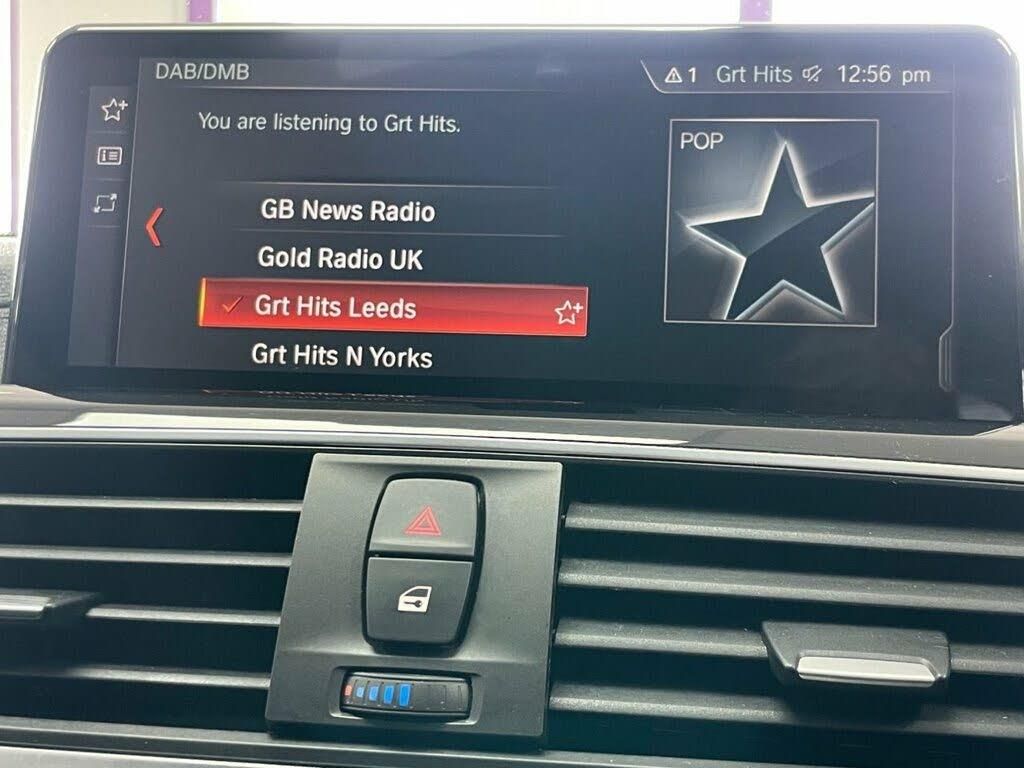 DAB/DMB
1 Grt Hits 12:56 pm
You are listening to Grt Hits.
POP
GB News Radio
Gold Radio UK
Grt Hits Leeds
Grt Hits N Yorks